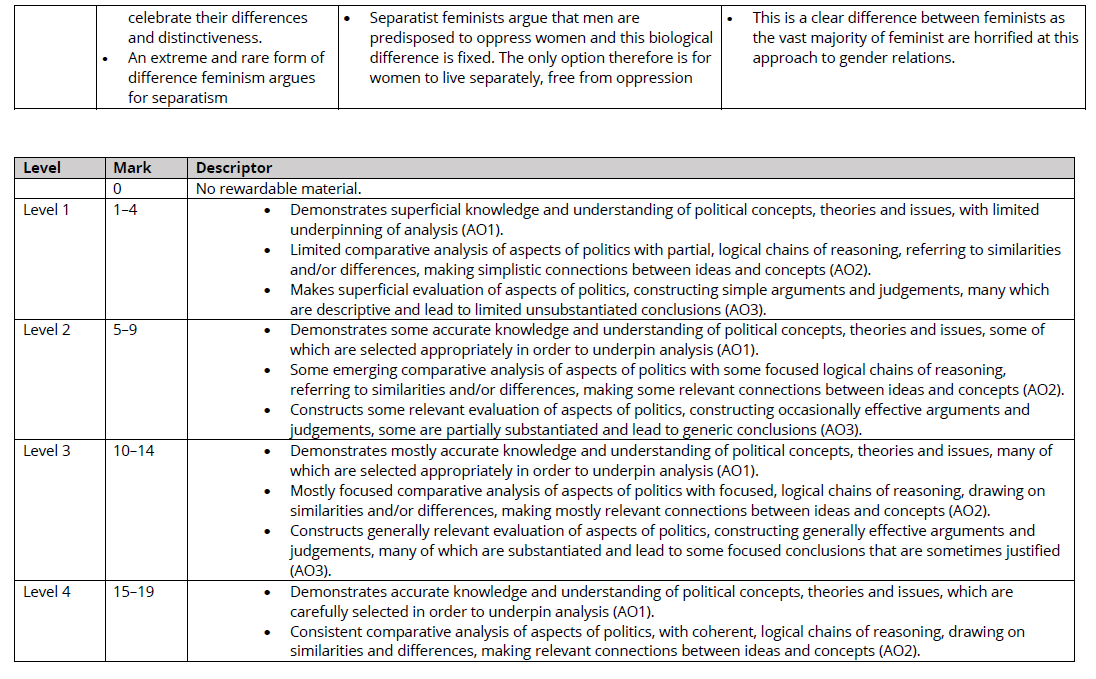 celebrate their differences
and distinctiveness.
• An extreme and rare form of
difference feminism argues
for separatism
• Separatist feminists argue that men are
predisposed to oppress women and this biological
difference is fixed. The only option therefore is for
women to live separately, free from oppression
• This is a clear difference between feminists as
the vast majority of feminist are horrified at this
approach to gender relations.
Level Mark Descriptor
0 No rewardable material.
Level 1 1–4 • Demonstrates superficial knowledge and understanding of political concepts, theories and issues, with limited
underpinning of analysis (AO1).
• Limited comparative analysis of aspects of politics with partial, logical chains of reasoning, referring to similarities
and/or differences, making simplistic connections between ideas and concepts (AO2).
• Makes superficial evaluation of aspects of politics, constructing simple arguments and judgements, many which
are descriptive and lead to limited unsubstantiated conclusions (AO3).
Level 2 5–9 • Demonstrates some accurate knowledge and understanding of political concepts, theories and issues, some of
which are selected appropriately in order to underpin analysis (AO1).
• Some emerging comparative analysis of aspects of politics with some focused logical chains of reasoning,
referring to similarities and/or differences, making some relevant connections between ideas and concepts (AO2).
• Constructs some relevant evaluation of aspects of politics, constructing occasionally effective arguments and
judgements, some are partially substantiated and lead to generic conclusions (AO3).
Level 3 10–14 • Demonstrates mostly accurate knowledge and understanding of political concepts, theories and issues, many of
which are selected appropriately in order to underpin analysis (AO1).
• Mostly focused comparative analysis of aspects of politics with focused, logical chains of reasoning, drawing on
similarities and/or differences, making mostly relevant connections between ideas and concepts (AO2).
• Constructs generally relevant evaluation of aspects of politics, constructing generally effective arguments and
judgements, many of which are substantiated and lead to some focused conclusions that are sometimes justified
(AO3).
Level 4 15–19 • Demonstrates accurate knowledge and understanding of political concepts, theories and issues, which are
carefully selected in order to underpin analysis (AO1).
• Consistent comparative analysis of aspects of politics, with coherent, logical chains of reasoning, drawing on
similarities and differences, making relevant connections between ideas and concepts (AO2).